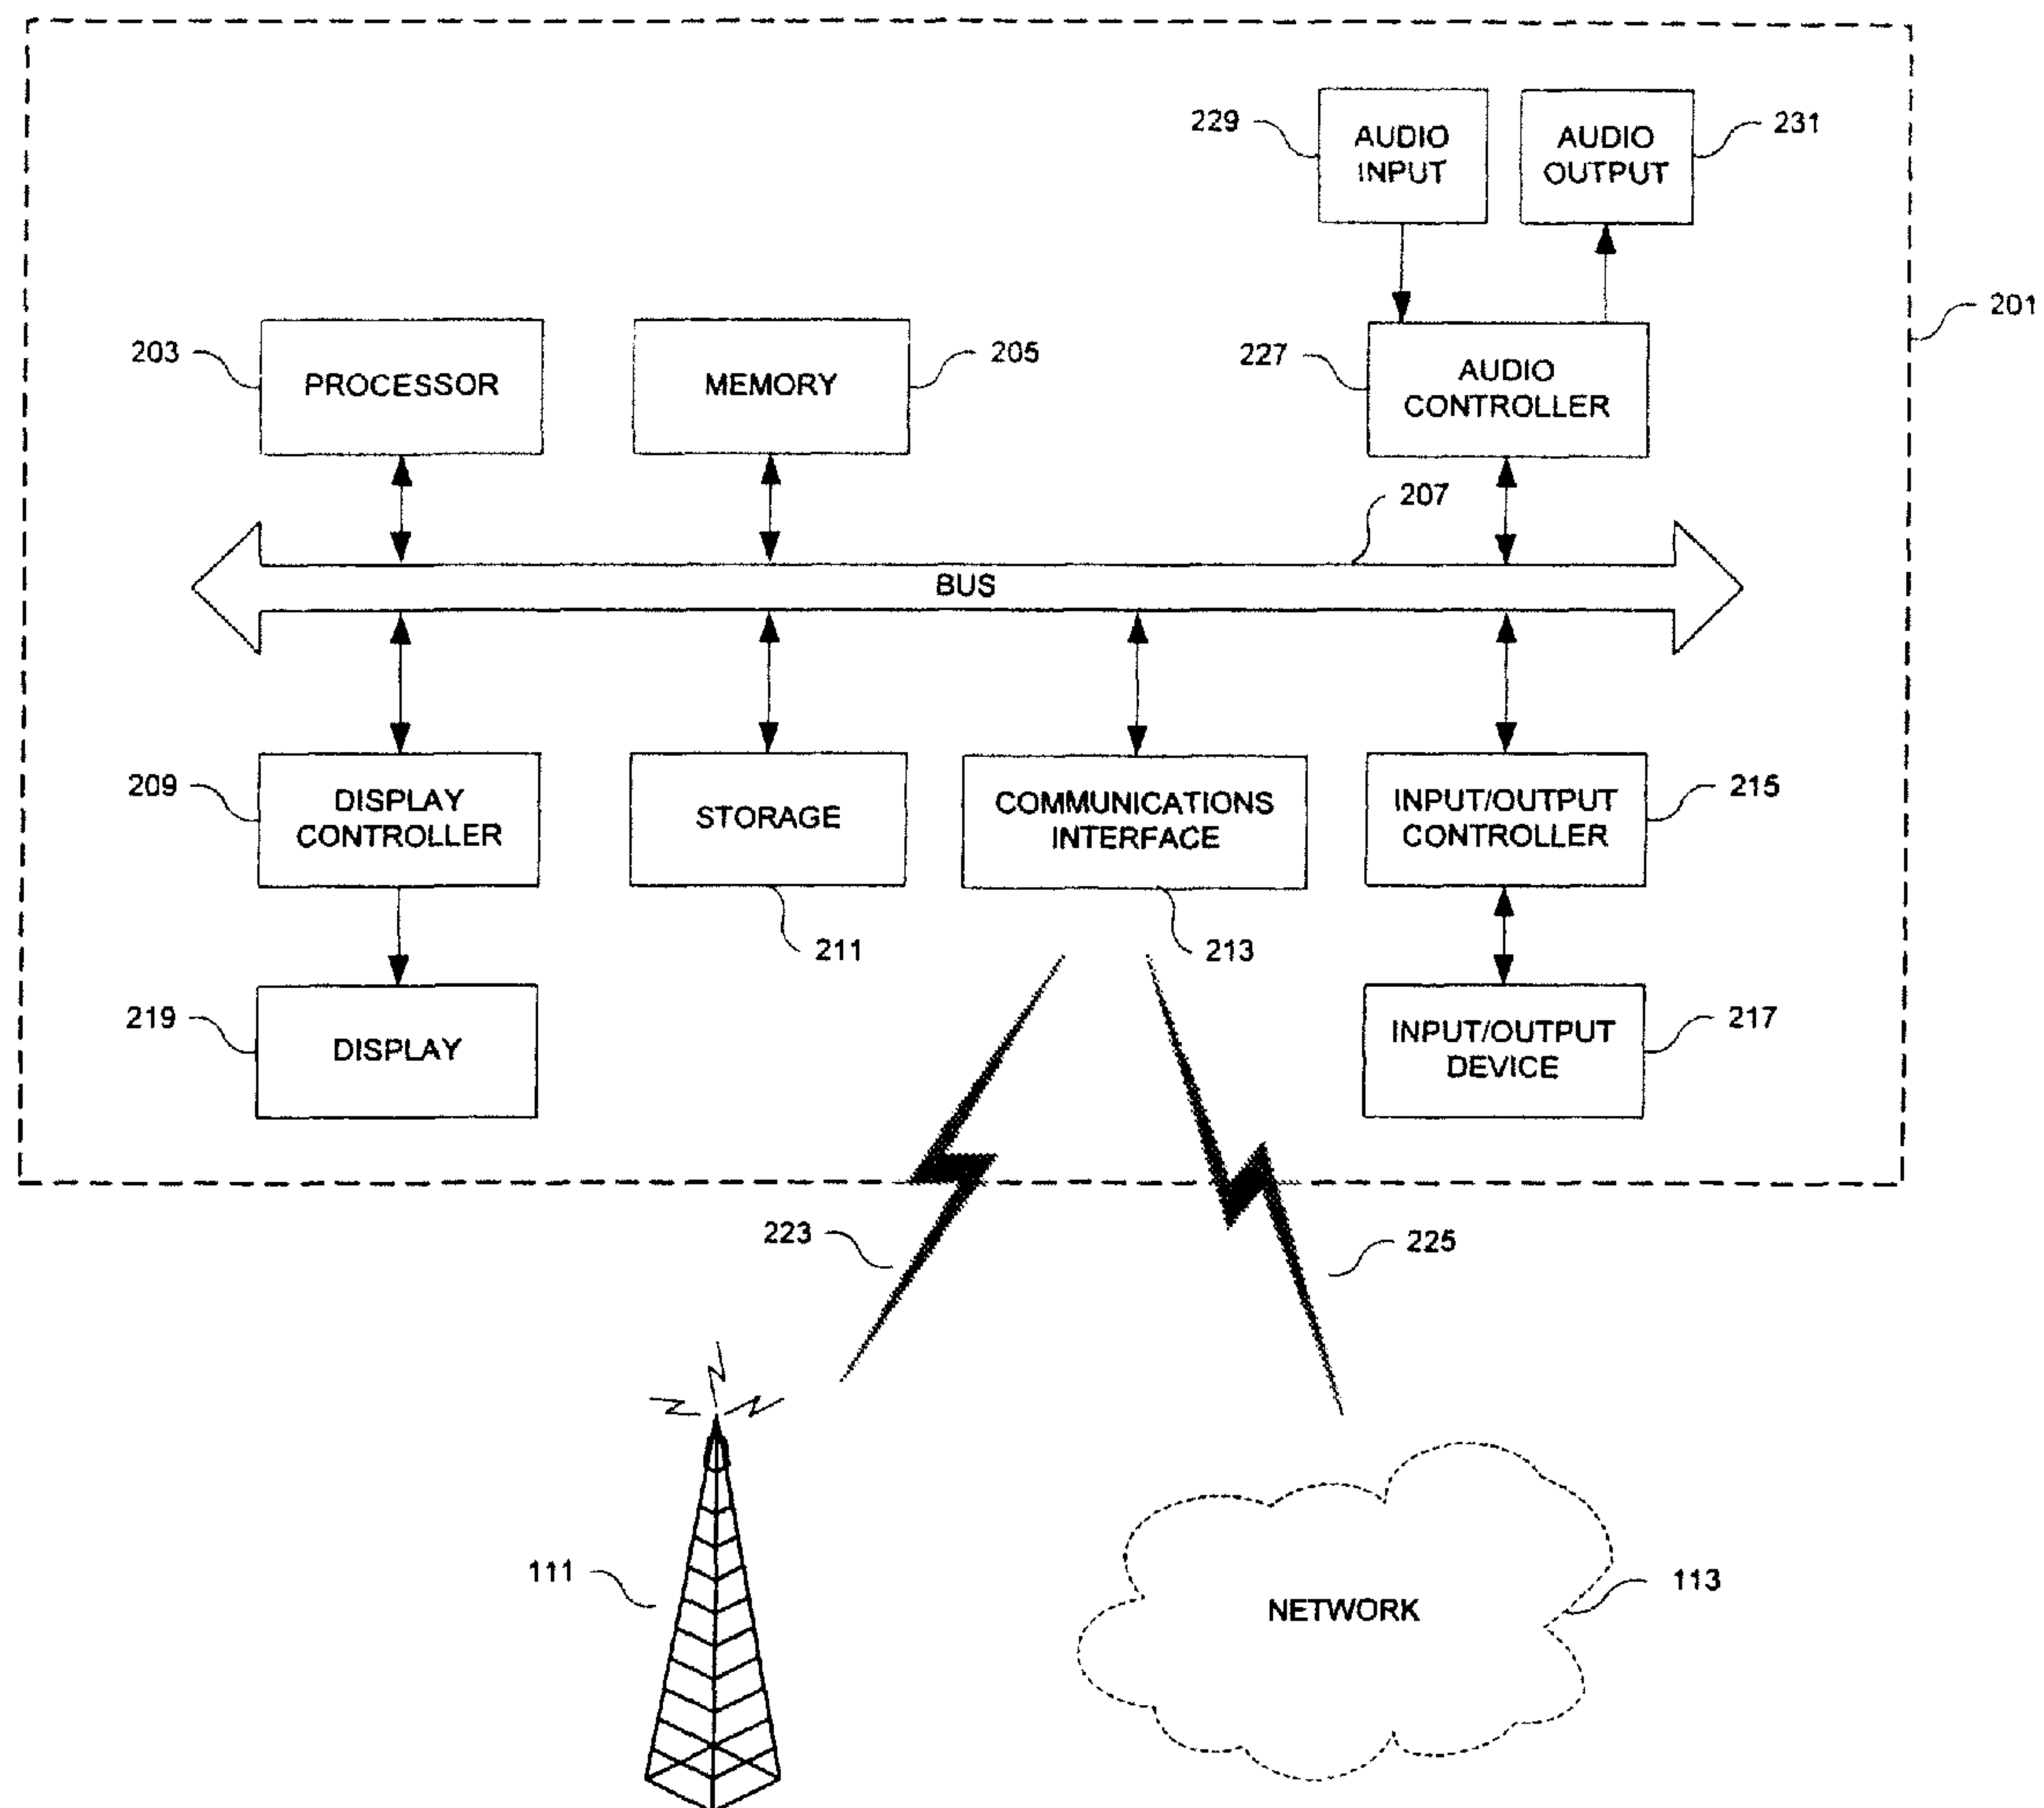 229
AUDIO
INPUT
AUDIO
OUTPUT
231
201
203
PROCESSOR
MEMORY
205
227
AUDIO
CONTROLLER
207
BUS
209
DISPLAY
CONTROLLER
STORAGE
211
COMMUNICATIONS
INTERFACE
213
INPUT/OUTPUT
CONTROLLER
215
219
DISPLAY
INPUT/OUTPUT
DEVICE
217
223
225
111
NETWORK
113